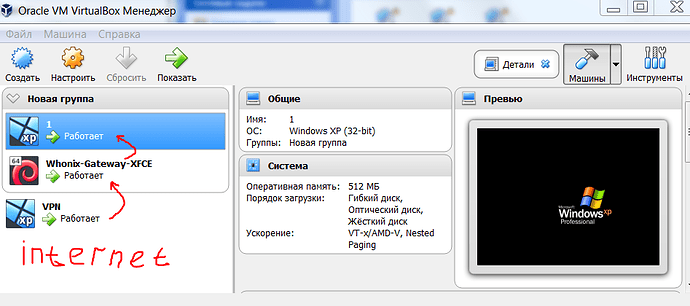 Oracle VM VirtualBox Менеджер
Файл Машина Справка
Создать Настроить Сбросить Показать
Детали
Машины Инструменты
Новая группа
1
Работает
64
Whonix-Gateway-XFCE
Работает
VPN
Работает
internet
Общие
Имя: 1
ОС: Windows XP (32-bit)
Группы: Новая группа
Система
Оперативная память: 512 МБ
Порядок загрузки: Гибкий диск,
Оптический диск,
Жёсткий диск
Ускорение: VT-x/AMD-V, Nested
Paging
Превью
Microsoft
Windows xp
Professional